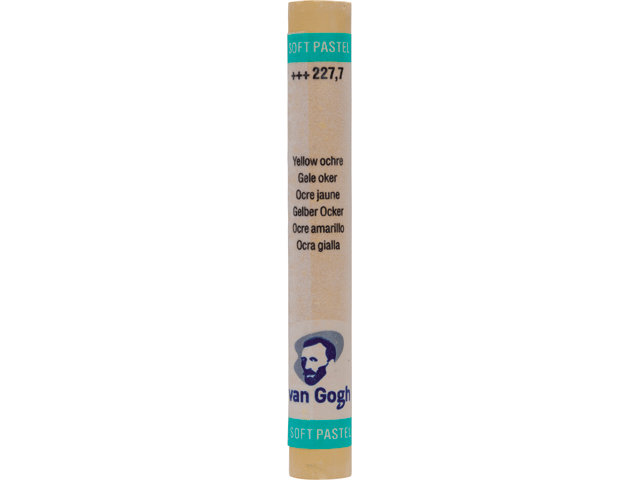 SOFT PASTEL
+++ 227,7
Yellow ochre
Gele oker
Ocre jaune
Gelber Ocker
Ocre amarillo
Ocra gialla
van Gogh
SOFT PASTEL